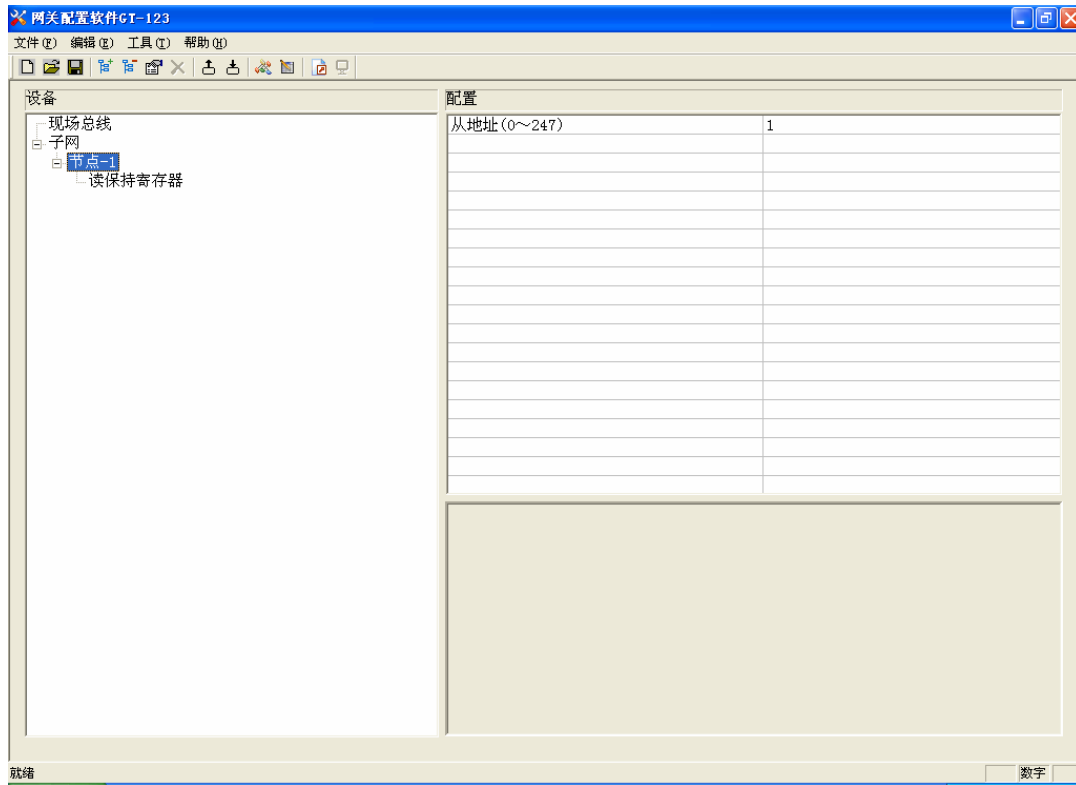 网关配置软件GT-123
文件(F) 编辑(E) 工具(T) 帮助(H)
设备
现场总线
子网
节点-1
读保持寄存器
配置
从地址(0～247) 1
就绪
数字